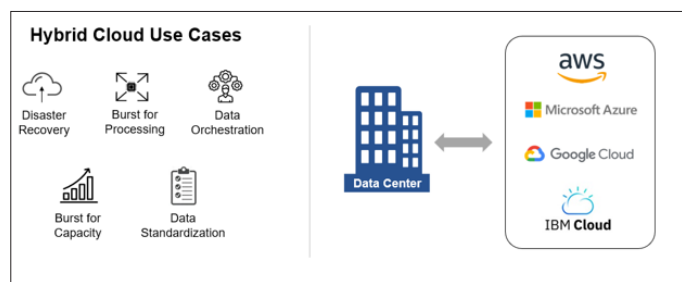 Hybrid Cloud Use Cases
Disaster
Recovery
Burst for
Processing
Data
Orchestration
Burst for
Capacity
Data
Standardization
Data Center
aws
Microsoft Azure
Google Cloud
IBM Cloud